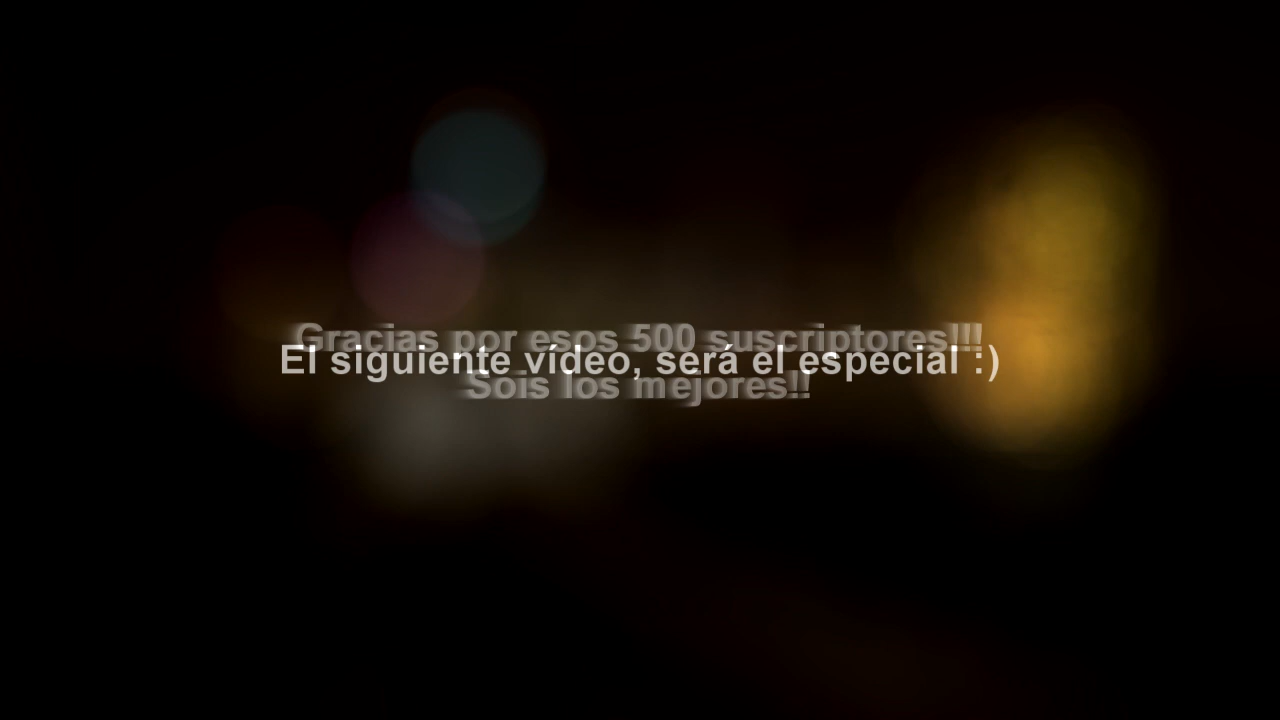 Gracias por esos 500 suscriptores!!!
El siguiente vídeo, será el especial :)
Sois los mejores!!